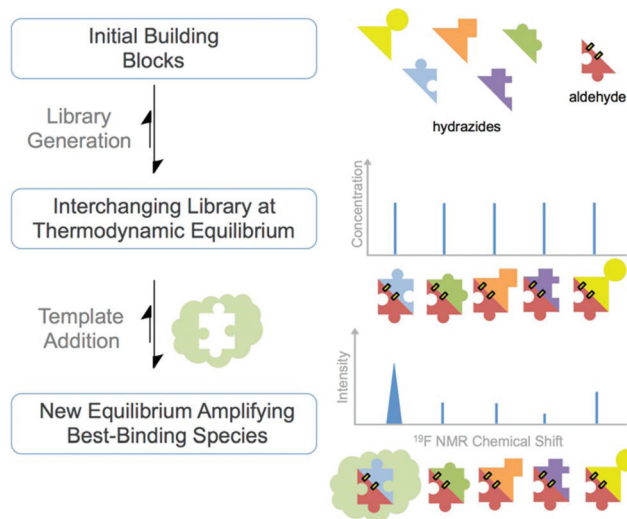 Initial Building
Blocks
hydrazides
aldehyde
Library
Generation
Interchanging Library at
Thermodynamic Equilibrium
Concentration
Template
Addition
New Equilibrium Amplifying
Best-Binding Species
Intensity
¹⁹F NMR Chemical Shift